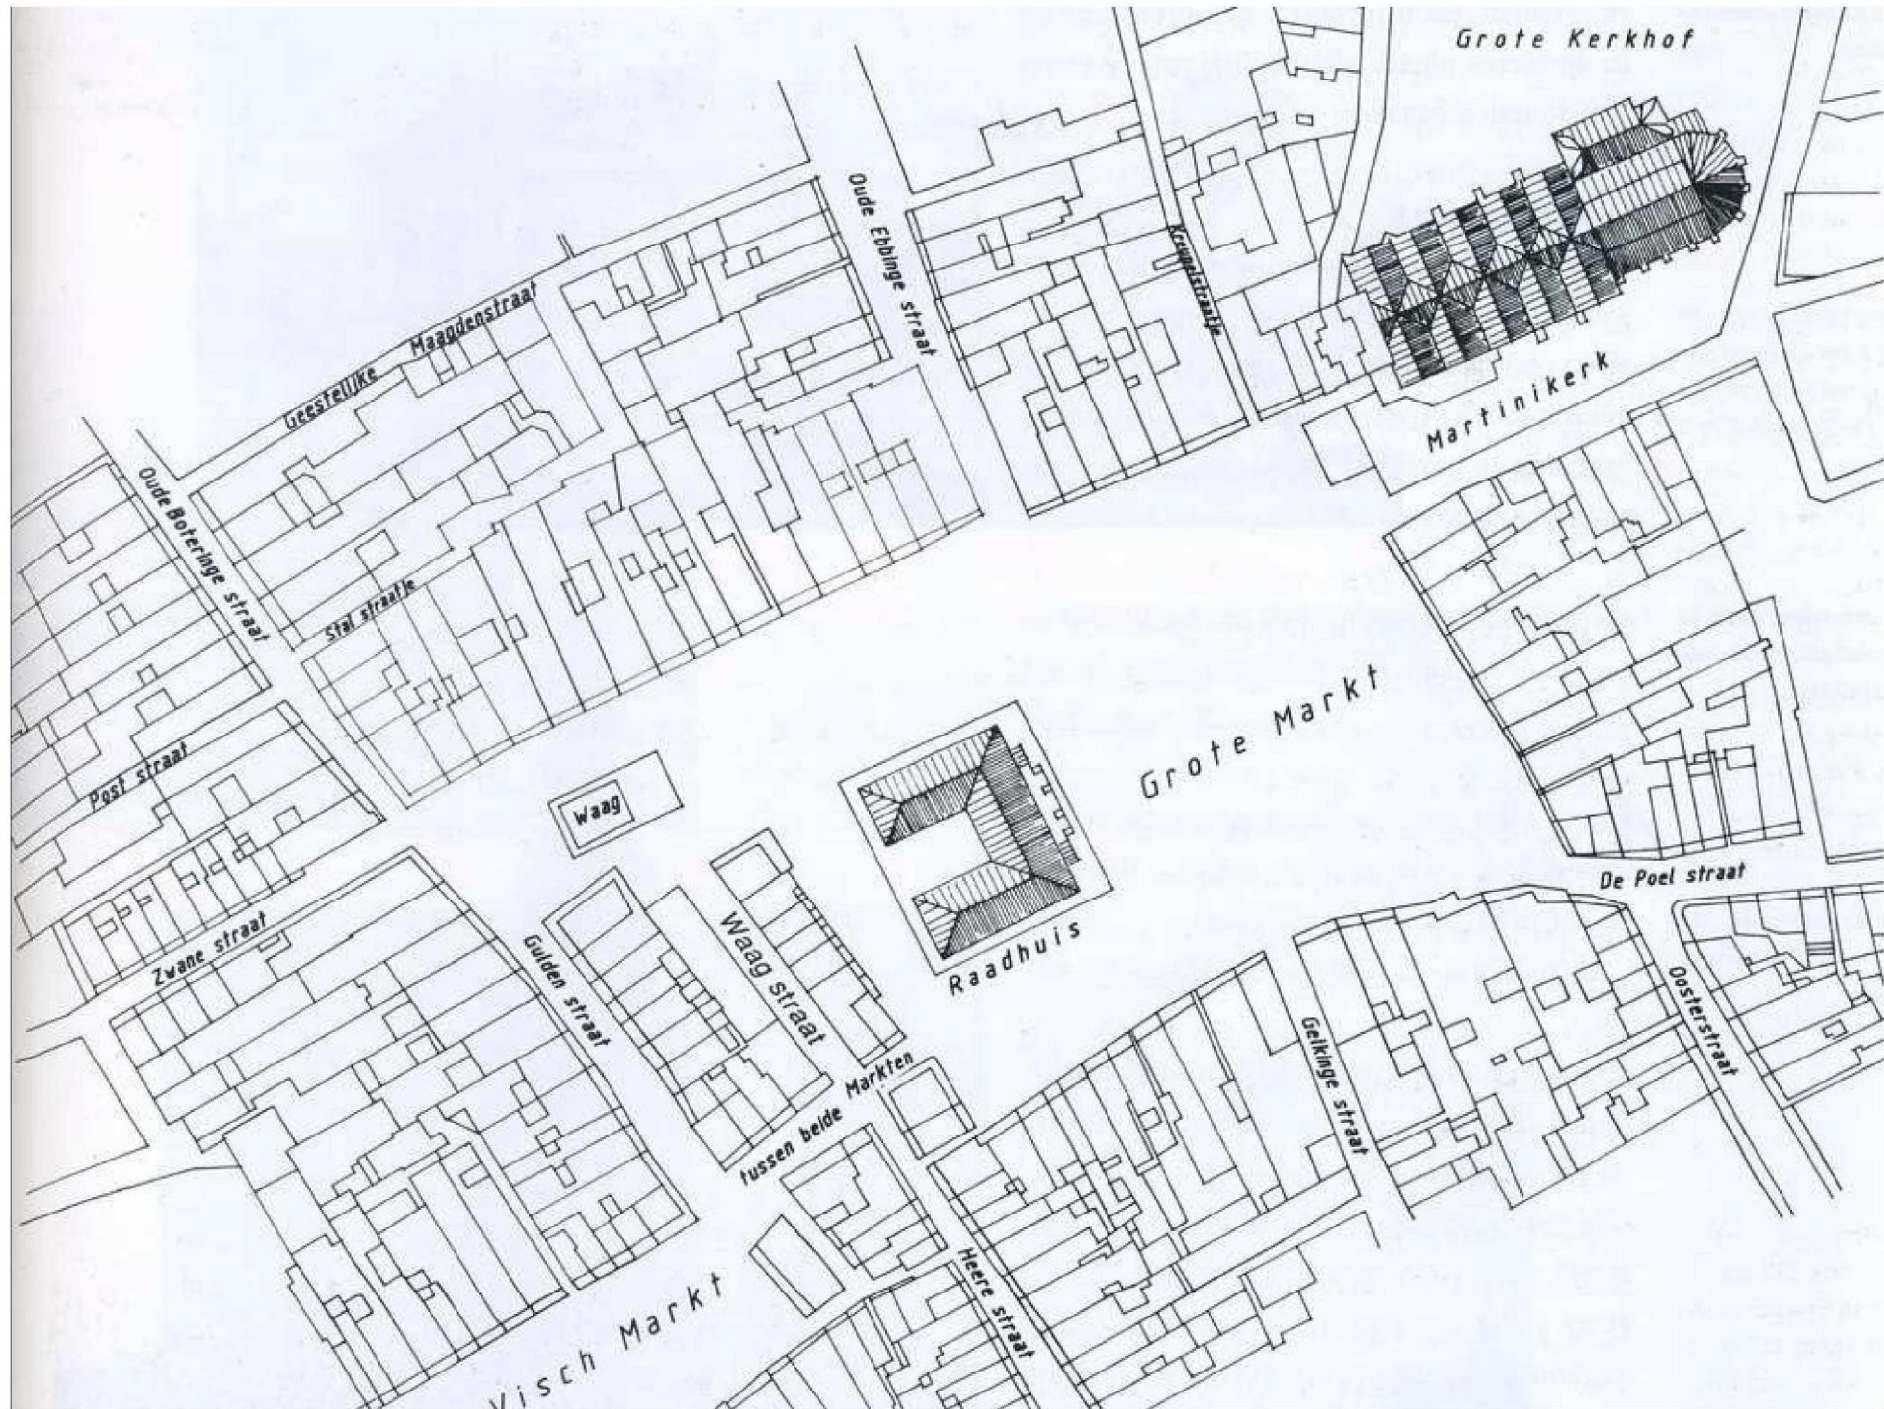 Grote Kerkhof
Oude Ebbinge straat
Kreupelstraatje
Geestelijke Maagdenstraat
Martinikerk
Oude Boteringe straat
Stal straatje
Grote Markt
Post straat
Waag
De Poel straat
Zwane straat
Gulden straat
Waag straat
Raadhuis
Oosterstraat
Gelkinge straat
tussen beide Markten
Heere straat
Visch Markt